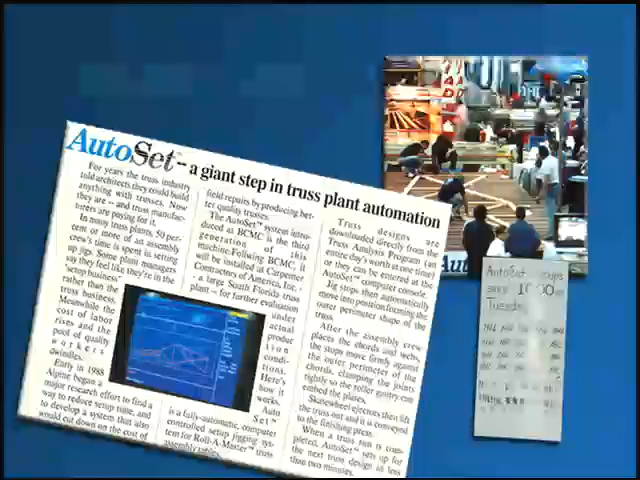 AutoSet™ -- a giant step in truss plant automation
For years the truss industry
told architects they could build
anything with trusses. Now
they are -- and truss manufac-
turers are paying for it.
In many truss plants, 50 per-
cent or more of an assembly
crew's time is spent in setting
up jigs. Some plant managers
say they feel like they're in the
"setup business"
rather than the
truss business.
Meanwhile the
cost of labor
rises and the
pool of quality
workers
dwindles.
Early in 1988
Alpine began a
major research effort to find a
way to reduce setup time, and
to develop a system that also
would cut down on the cost of
field repairs by producing bet-
ter quality trusses.
The AutoSet™ system intro-
duced at BCMC is the third
generation of this
machine. Following BCMC, it
will be installed at Carpenter
Contractors of America, Inc.,
- a large South Florida truss
plant - for further evaluation
under
actual
produc
tion
condi-
tions.
Here's
how it
works.
Auto
Set™
is a fully-automatic, computer
controlled setup jigging sys-
tem for Roll-A-Master™ truss
assembly tables.
Truss designs are
downloaded directly from the
Truss Analysis Program (an
entire day's worth at one time)
or they can be entered at the
AutoSet™ computer console.
Jig stops then automatically
move into position forming the
outer perimeter shape of the
truss.
After the assembly crew
places the chords and webs,
the stops move firmly against
the outer perimeter of the
chords, clamping the joints
tightly so the roller gantry can
embed the plates.
Skatewheel ejectors then lift
the truss out and it is conveyed
to the finishing press.
When a truss run is com-
pleted, AutoSet™ sets up for
the next truss design in less
than two minutes.
Aut
AutoSet
since 10:00
Tuesday